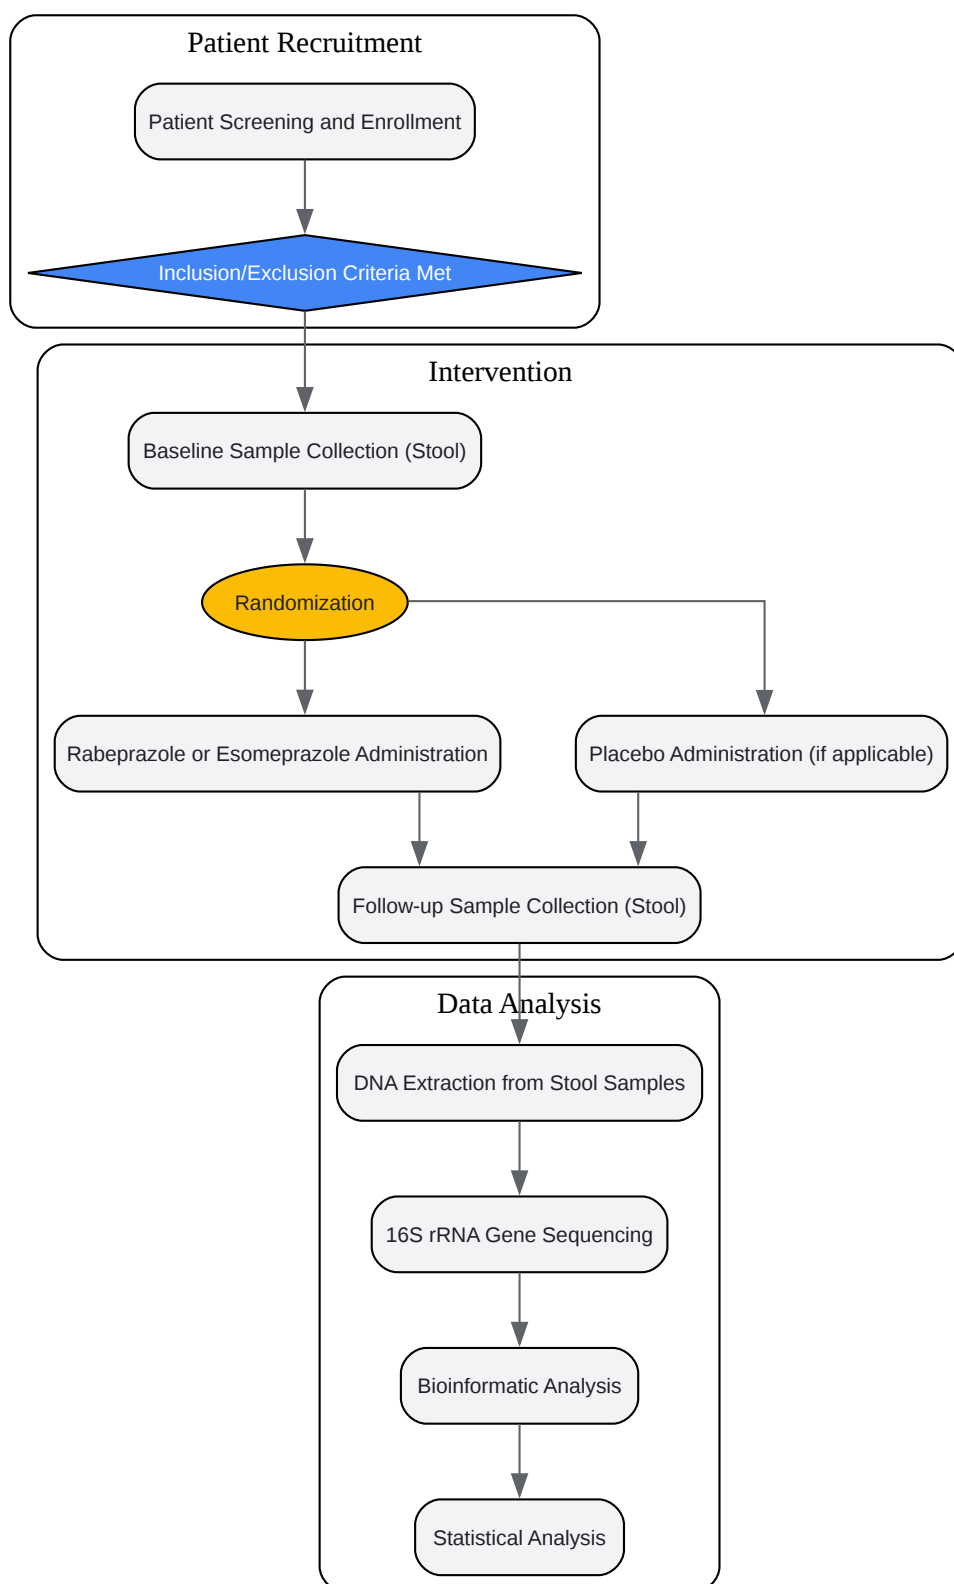 Patient Recruitment
Patient Screening and Enrollment
Inclusion/Exclusion Criteria Met
Intervention
Baseline Sample Collection (Stool)
Randomization
Rabeprazole or Esomeprazole Administration
Placebo Administration (if applicable)
Follow-up Sample Collection (Stool)
Data Analysis
DNA Extraction from Stool Samples
16S rRNA Gene Sequencing
Bioinformatic Analysis
Statistical Analysis